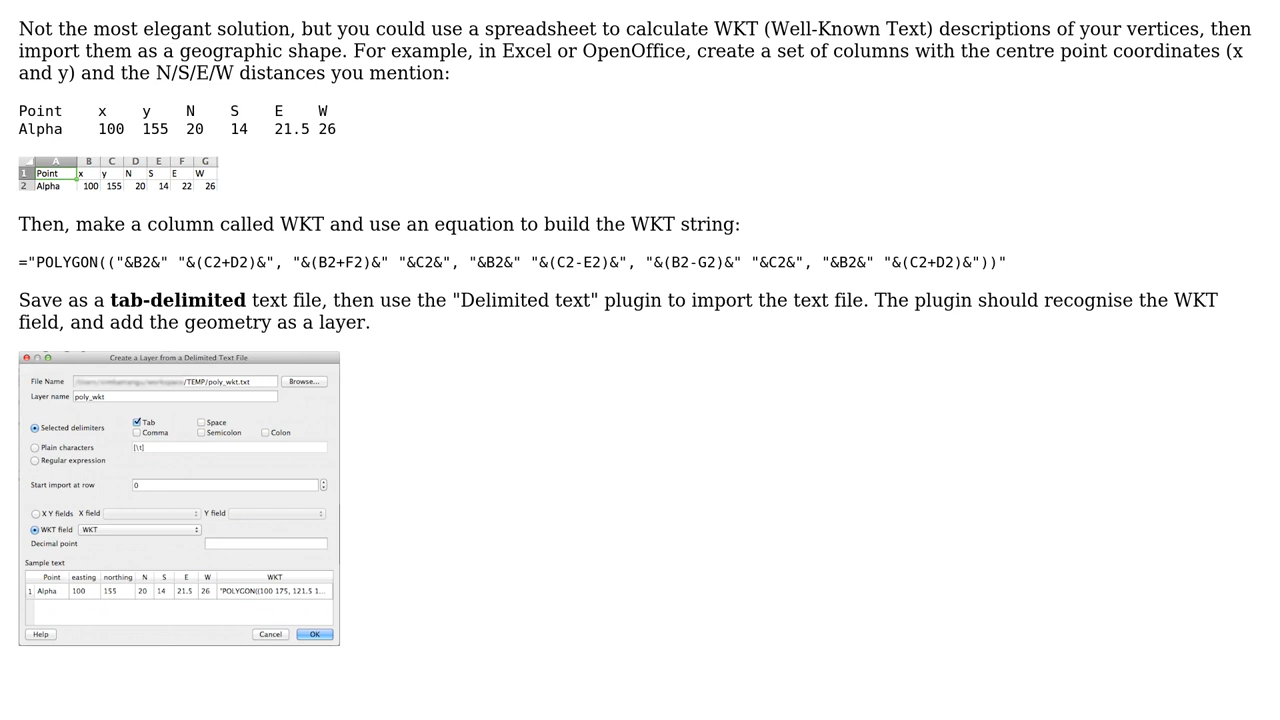 Not the most elegant solution, but you could use a spreadsheet to calculate WKT (Well-Known Text) descriptions of your vertices, then
import them as a geographic shape. For example, in Excel or OpenOffice, create a set of columns with the centre point coordinates (x
and y) and the N/S/E/W distances you mention:
Point x y N S E W
Alpha 100 155 20 14 21.5 26
A B C D E F G
1 Point x y N S E W
2 Alpha 100 155 20 14 22 26
Then, make a column called WKT and use an equation to build the WKT string:
="POLYGON(("&B2&" "&(C2+D2)&", "&(B2+F2)&" "&C2&", "&B2&" "&(C2-E2)&", "&(B2-G2)&" "&C2&", "&B2&" "&(C2+D2)&"))"
Save as a tab-delimited text file, then use the "Delimited text" plugin to import the text file. The plugin should recognise the WKT
field, and add the geometry as a layer.
Create a Layer from a Delimited Text File
File Name /TEMP/poly_wkt.txt Browse...
Layer name poly_wkt
Selected delimiters Tab Space
Comma Semicolon Colon
Plain characters [\t]
Regular expression
Start import at row 0
X Y fields X field Y field
WKT field WKT
Decimal point
Sample text
Point easting northing N S E W WKT
1 Alpha 100 155 20 14 21.5 26 "POLYGON((100 175, 121.5 1...
Help Cancel OK